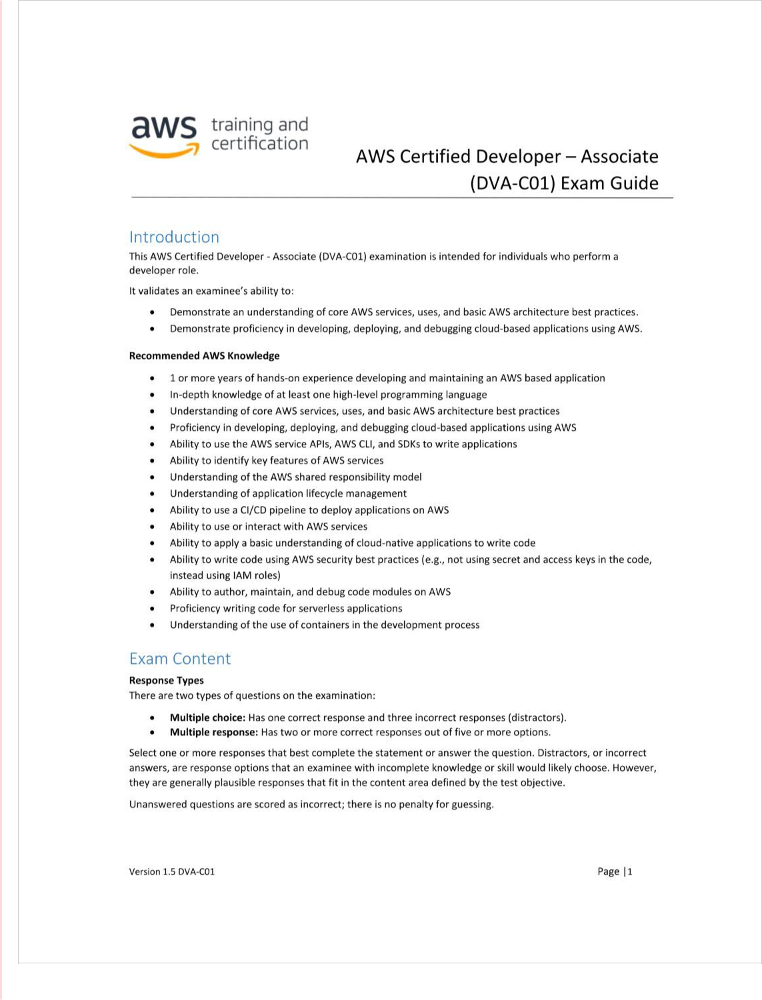 aws training and
certification
AWS Certified Developer – Associate
(DVA-C01) Exam Guide
Introduction
This AWS Certified Developer - Associate (DVA-C01) examination is intended for individuals who perform a
developer role.
It validates an examinee’s ability to:
• Demonstrate an understanding of core AWS services, uses, and basic AWS architecture best practices.
• Demonstrate proficiency in developing, deploying, and debugging cloud-based applications using AWS.
Recommended AWS Knowledge
• 1 or more years of hands-on experience developing and maintaining an AWS based application
• In-depth knowledge of at least one high-level programming language
• Understanding of core AWS services, uses, and basic AWS architecture best practices
• Proficiency in developing, deploying, and debugging cloud-based applications using AWS
• Ability to use the AWS service APIs, AWS CLI, and SDKs to write applications
• Ability to identify key features of AWS services
• Understanding of the AWS shared responsibility model
• Understanding of application lifecycle management
• Ability to use a CI/CD pipeline to deploy applications on AWS
• Ability to use or interact with AWS services
• Ability to apply a basic understanding of cloud-native applications to write code
• Ability to write code using AWS security best practices (e.g., not using secret and access keys in the code,
instead using IAM roles)
• Ability to author, maintain, and debug code modules on AWS
• Proficiency writing code for serverless applications
• Understanding of the use of containers in the development process
Exam Content
Response Types
There are two types of questions on the examination:
• Multiple choice: Has one correct response and three incorrect responses (distractors).
• Multiple response: Has two or more correct responses out of five or more options.
Select one or more responses that best complete the statement or answer the question. Distractors, or incorrect
answers, are response options that an examinee with incomplete knowledge or skill would likely choose. However,
they are generally plausible responses that fit in the content area defined by the test objective.
Unanswered questions are scored as incorrect; there is no penalty for guessing.
Version 1.5 DVA-C01 Page |1